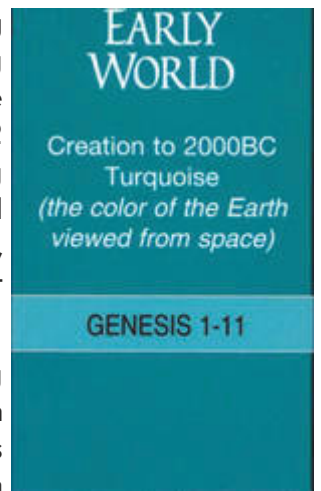 EARLY
WORLD
Creation to 2000BC
Turquoise
(the color of the Earth
viewed from space)
GENESIS 1-11